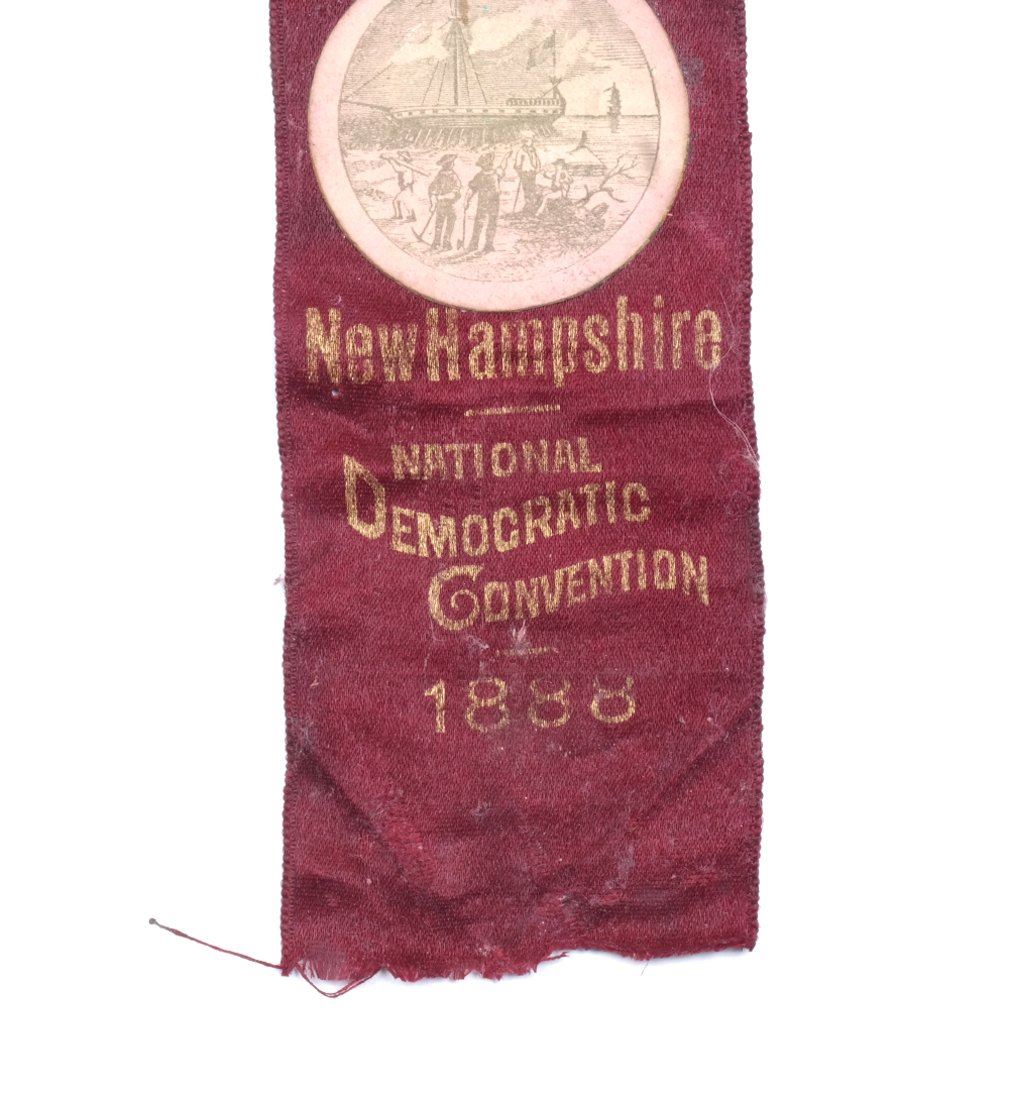 New Hampshire
NATIONAL
DEMOCRATIC
CONVENTION
1888